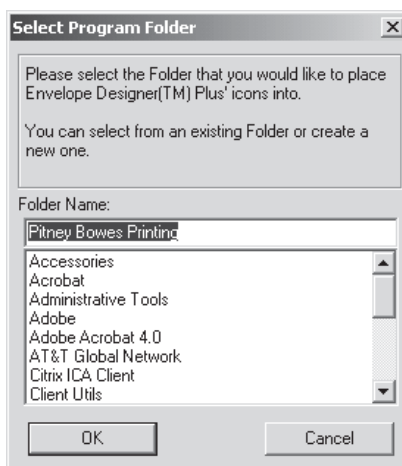 Select Program Folder
Please select the Folder that you would like to place
Envelope Designer(TM) Plus' icons into.
You can select from an existing Folder or create a
new one.
Folder Name:
Pitney Bowes Printing
Accessories
Acrobat
Administrative Tools
Adobe
Adobe Acrobat 4.0
AT&T Global Network
Citrix ICA Client
Client Utils
OK
Cancel